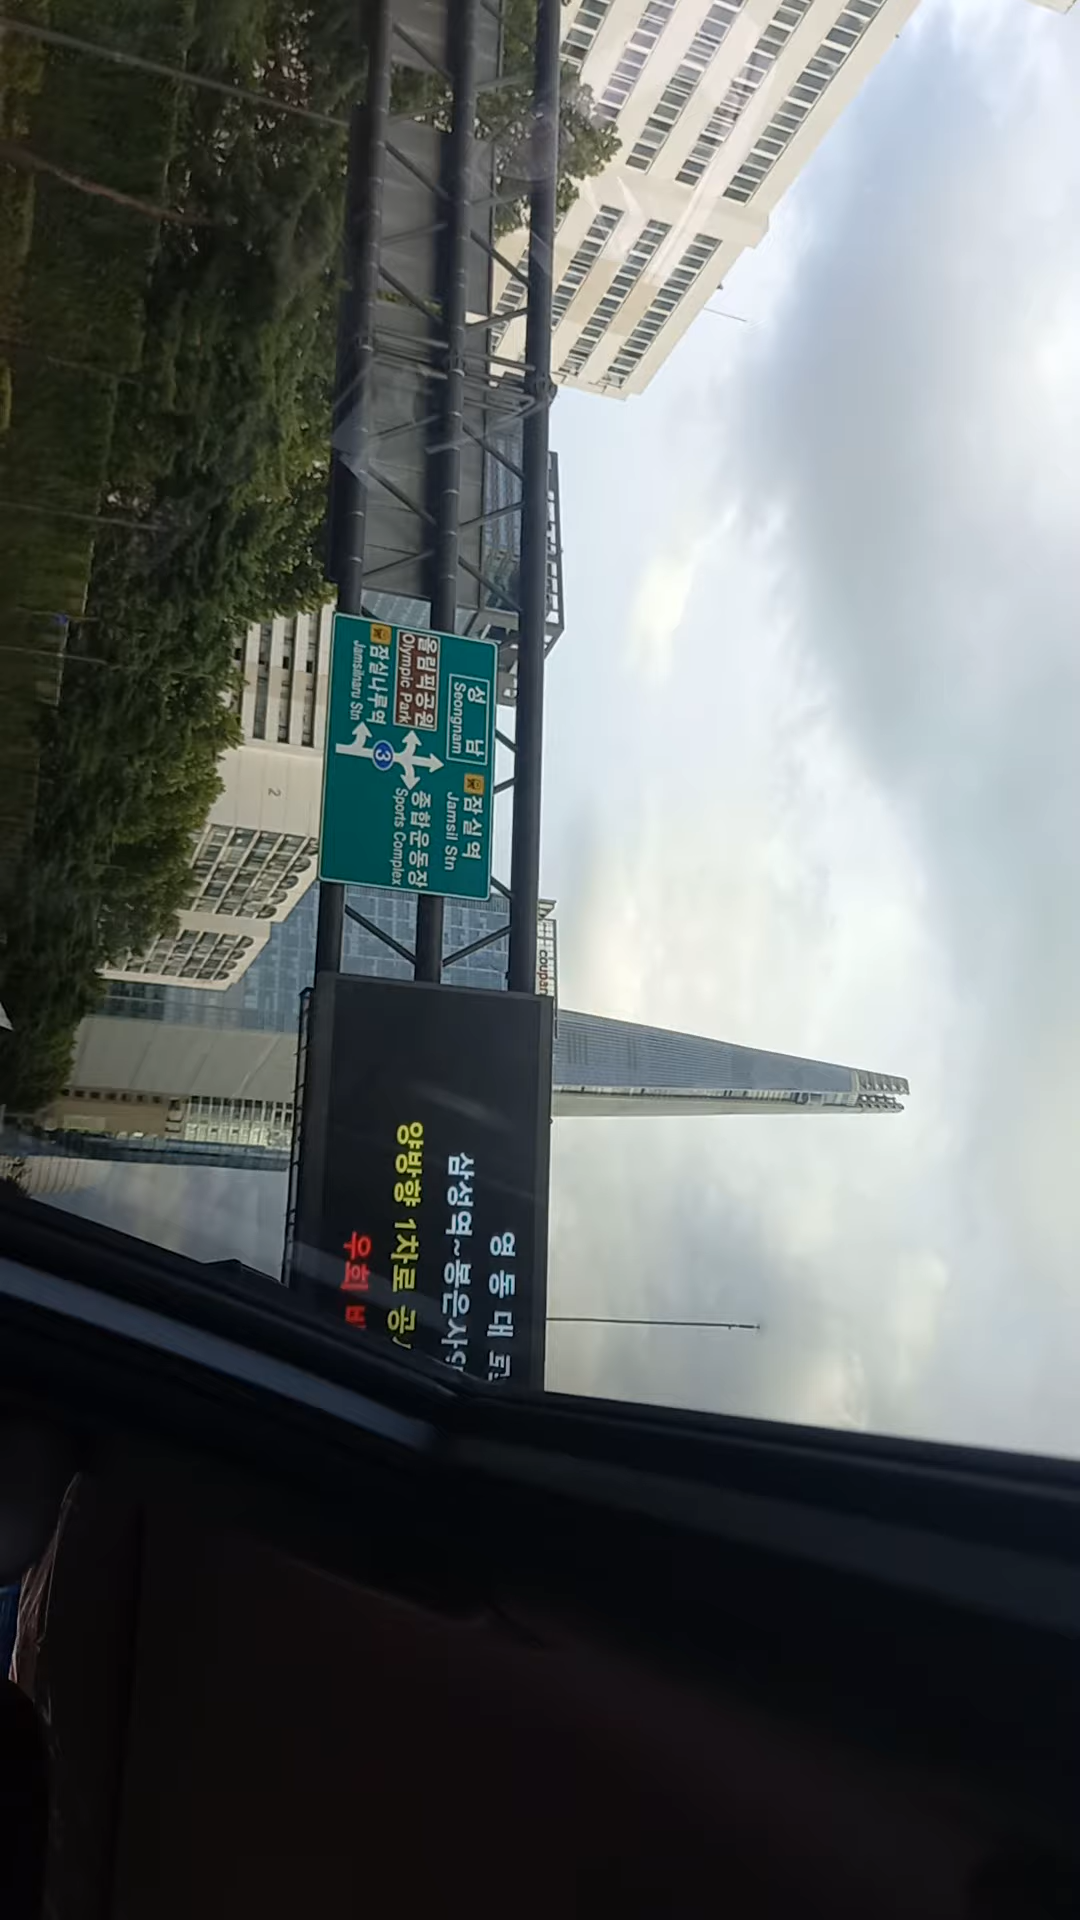 성남
Seongnam
잠실역
Jamsil Stn
올림픽공원
Olympic Park
종합운동장
Sports Complex
3
잠실나루역
Jamsilnaru Stn
영동대
삼성역~봉은사
양방향 1차로
우회
2